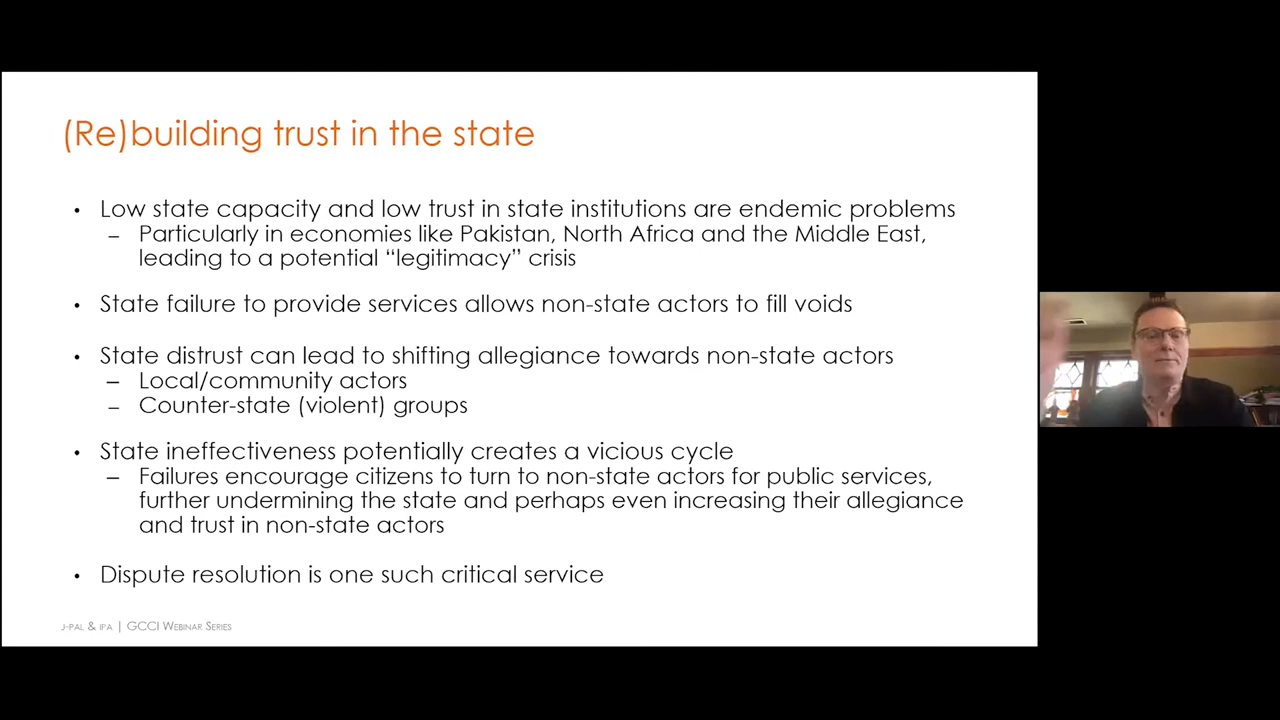 (Re)building trust in the state
• Low state capacity and low trust in state institutions are endemic problems
– Particularly in economies like Pakistan, North Africa and the Middle East,
leading to a potential “legitimacy” crisis
• State failure to provide services allows non-state actors to fill voids
• State distrust can lead to shifting allegiance towards non-state actors
– Local/community actors
– Counter-state (violent) groups
• State ineffectiveness potentially creates a vicious cycle
– Failures encourage citizens to turn to non-state actors for public services,
further undermining the state and perhaps even increasing their allegiance
and trust in non-state actors
• Dispute resolution is one such critical service
J-PAL & IPA | GCCI WEBINAR SERIES